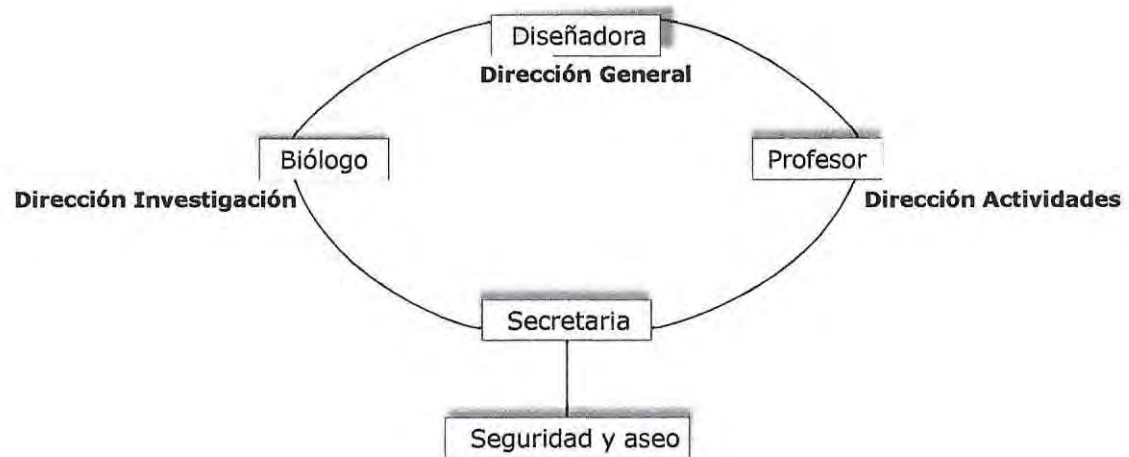 Diseñadora
Dirección General
Biólogo
Profesor
Dirección Investigación
Dirección Actividades
Secretaria
Seguridad y aseo